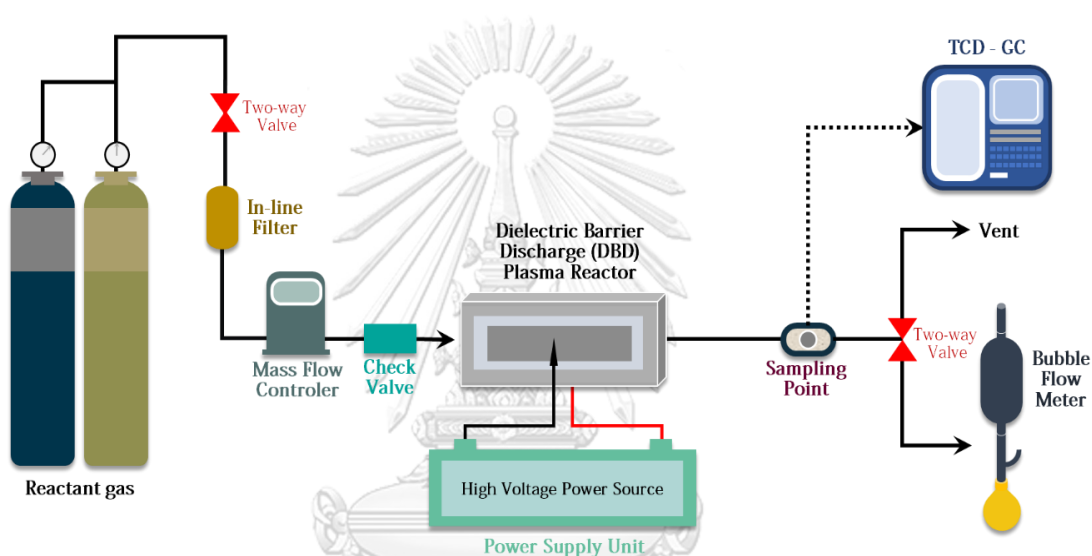 TCD - GC
Two-way
Valve
In-line
Filter
Dielectric Barrier
Discharge (DBD)
Plasma Reactor
Vent
Mass Flow
Controler
Check
Valve
Sampling
Point
Two-way
Valve
Bubble
Flow
Meter
Reactant gas
High Voltage Power Source
Power Supply Unit